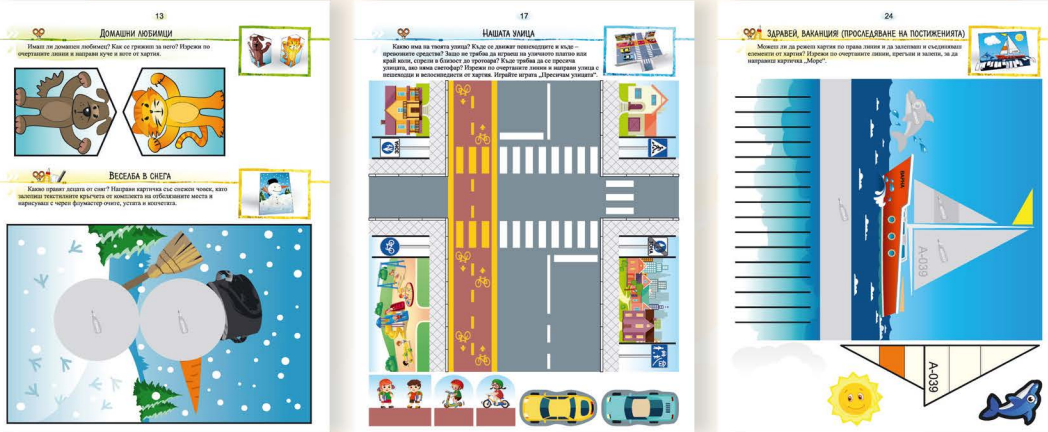 13
ДОМАШНИ ЛЮБИМЦИ
Имаш ли домашен любимец? Как се грижиш за него? Изрежи по
очертаните линии и направи куче и коте от хартия.
ВЕСЕЛБА В СНЕГА
Какво правят децата от сняг? Направи картичка със снежен човек, като
залепиш текстилните кръгчета от комплекта на отбелязаните места и
нарисуваш с черен флумастер очите, устата и копчетата.
17
НАШАТА УЛИЦА
Какво има на твоята улица? Къде се движат пешеходците и къде –
превозните средства? Защо не трябва да играеш на уличното платно или
край коли, спрели в близост до тротоара? Къде трябва да се пресича
улицата, ако няма светофар? Изрежи по очертаните линии и направи улица с
пешеходци и велосипедисти от хартия. Играйте играта „Пресичам улицата“.
24
ЗДРАВЕЙ, ВАКАНЦИЯ (ПРОСЛЕДЯВАНЕ НА ПОСТИЖЕНИЯТА)
Можеш ли да режеш хартия по права линия и да залепваш и съединяваш
елементи от хартия? Изрежи по очертаните линии, прегъни и залепи, за да
направиш картичка „Море“.
ВАРНА
А-039
А-039